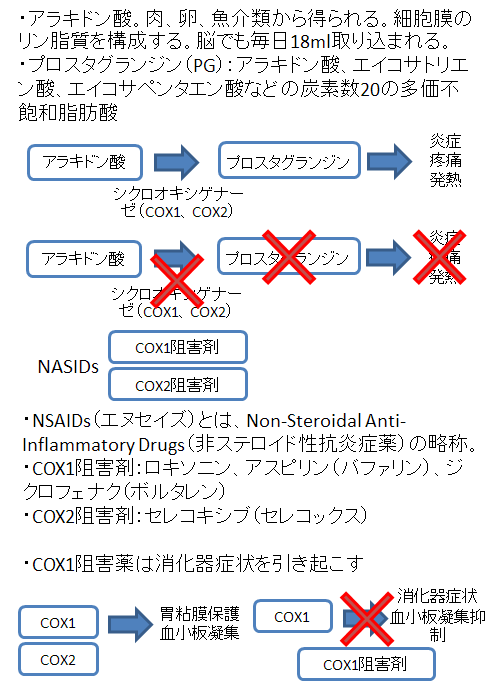 ・アラキドン酸。肉、卵、魚介類から得られる。細胞膜の
リン脂質を構成する。脳でも毎日18ml取り込まれる。
・プロスタグランジン（PG）：アラキドン酸、エイコサトリエ
ン酸、エイコサペンタエン酸などの炭素数20の多価不
飽和脂肪酸
アラキドン酸
シクロオキシゲナー
ゼ（COX1、COX2）
プロスタグランジン
炎症
疼痛
発熱
アラキドン酸
シクロオキシゲナー
ゼ（COX1、COX2）
プロスタグランジン
炎症
疼痛
発熱
NASIDs
COX1阻害剤
COX2阻害剤
・NSAIDs（エヌセイズ）とは、Non-Steroidal Anti-
Inflammatory Drugs（非ステロイド性抗炎症薬）の略称。
・COX1阻害剤：ロキソニン、アスピリン（バファリン）、ジ
クロフェナク（ボルタレン）
・COX2阻害剤：セレコキシブ（セレコックス）
・COX1阻害薬は消化器症状を引き起こす
COX1
COX2
胃粘膜保護
血小板凝集
COX1
COX1阻害剤
消化器症状
血小板凝集抑
制